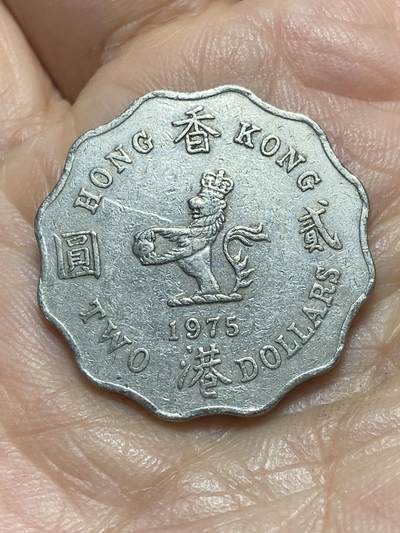 HONG KONG
香港
貳圓
1975
TWO DOLLARS